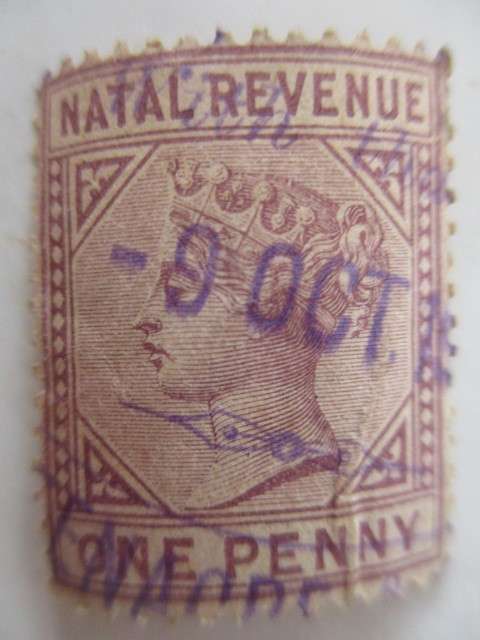 NATAL REVENUE
- 9 OCT.
ONE PENNY